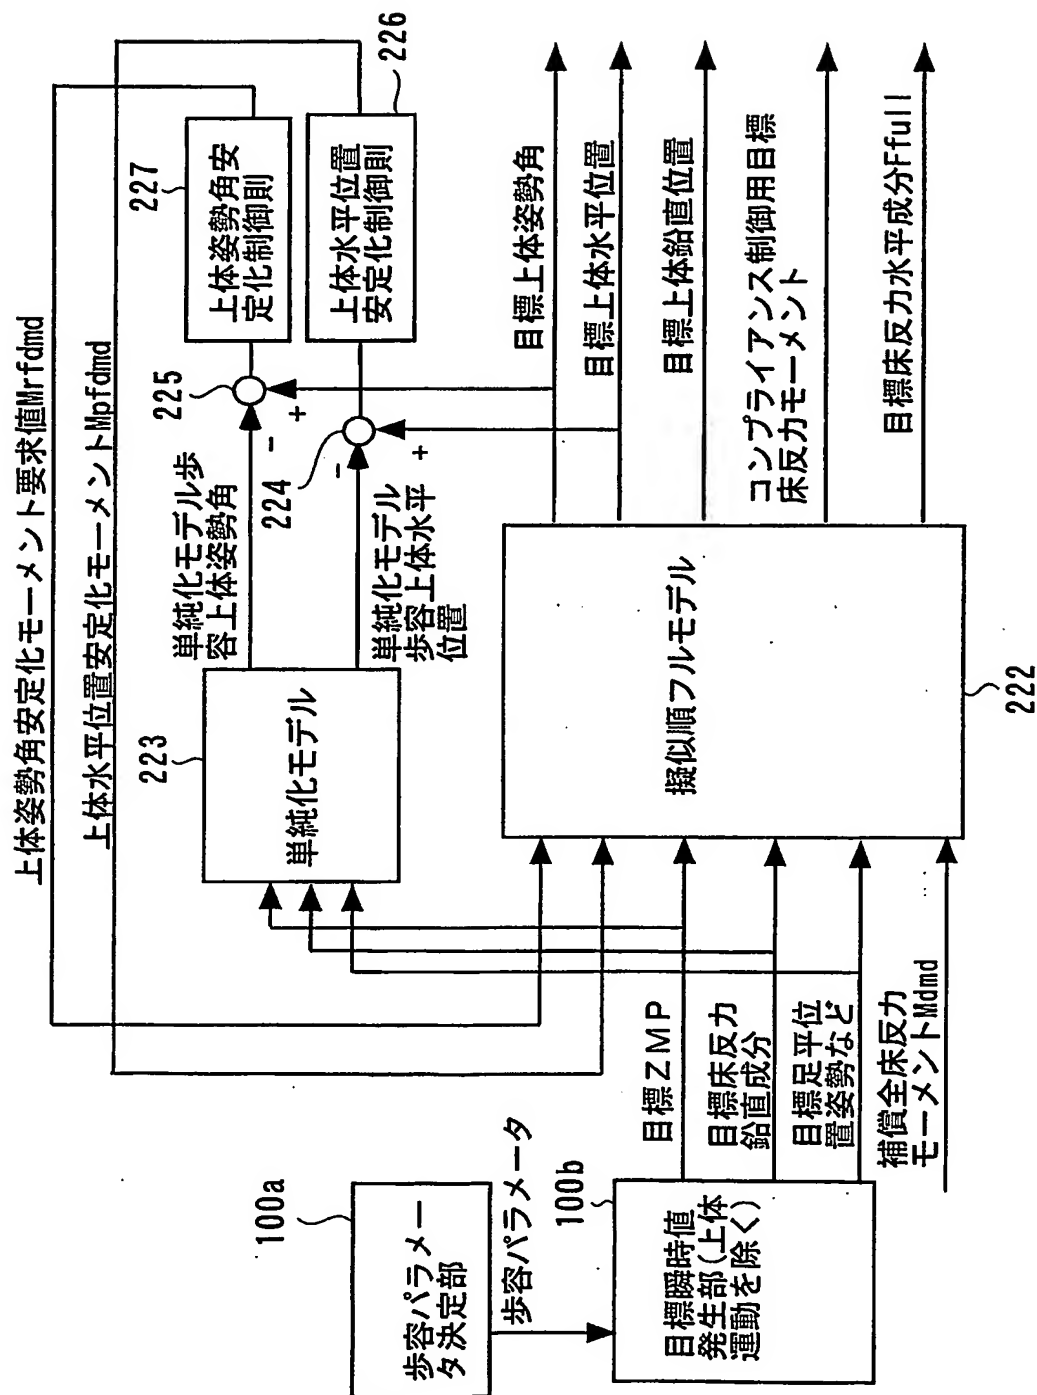 上体姿勢角安定化モーメント要求値Mrfdmd
上体水平位置安定化モーメントMpfdmd
227
上体姿勢角安
定化制御則
226
上体水平位置
安定化制御則
225
+
-
224
-
+
223
単純化モデル
単純化モデル歩
容上体姿勢角
単純化モデル
歩容上体水平
位置
目標上体姿勢角
目標上体水平位置
目標上体鉛直位置
コンプライアンス制御用目標
床反力モーメント
目標床反力水平成分Ffull
擬似順フルモデル
222
100a
歩容パラメー
タ決定部
歩容パラメータ
100b
目標瞬時値
発生部(上体
運動を除く)
目標ZMP
目標床反力
鉛直成分
目標足平位
置姿勢など
補償全床反力
モーメントMdmd